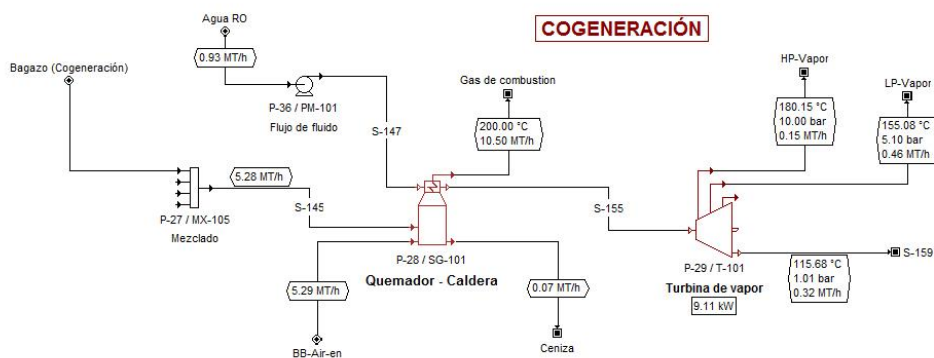 COGENERACIÓN
Agua RO
0.93 MT/h
Bagazo (Cogeneración)
P-36 / PM-101
Flujo de fluido
S-147
Gas de combustion
200.00 °C
10.50 MT/h
HP-Vapor
180.15 °C
10.00 bar
0.15 MT/h
LP-Vapor
155.08 °C
5.10 bar
0.46 MT/h
5.28 MT/h
S-145
P-27 / MX-105
Mezclado
S-155
P-28 / SG-101
Quemador - Caldera
5.29 MT/h
BB-Air-en
0.07 MT/h
Ceniza
P-29 / T-101
Turbina de vapor
9.11 kW
115.68 °C
1.01 bar
0.32 MT/h
S-159